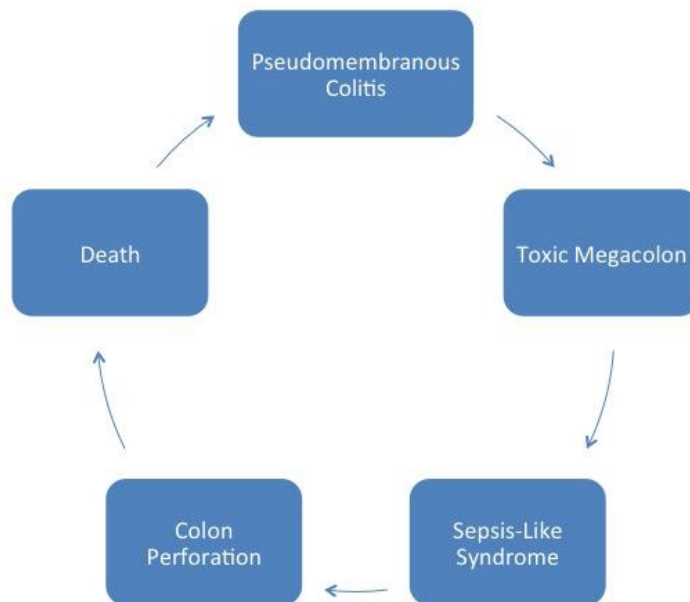 Pseudomembranous
Colitis
Toxic Megacolon
Sepsis-Like
Syndrome
Colon
Perforation
Death